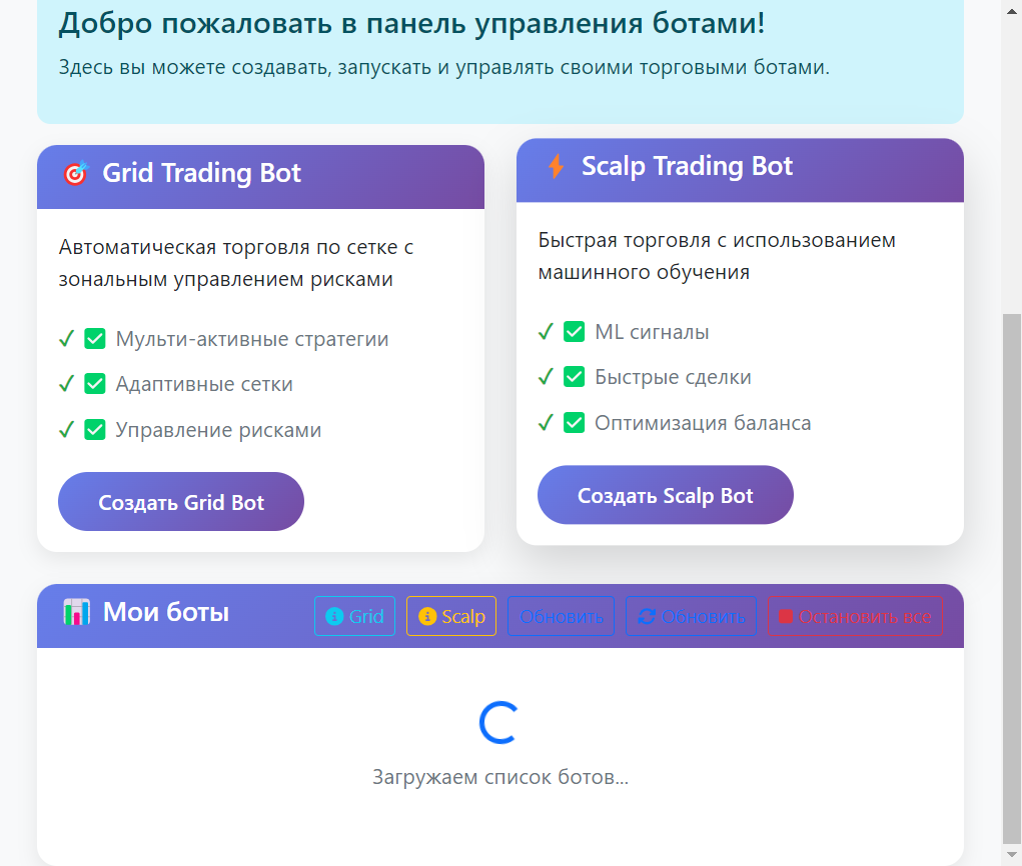 Добро пожаловать в панель управления ботами!
Здесь вы можете создавать, запускать и управлять своими торговыми ботами.
Grid Trading Bot
Автоматическая торговля по сетке с
зональным управлением рисками
Мульти-активные стратегии
Адаптивные сетки
Управление рисками
Создать Grid Bot
Scalp Trading Bot
Быстрая торговля с использованием
машинного обучения
ML сигналы
Быстрые сделки
Оптимизация баланса
Создать Scalp Bot
Мои боты Grid Scalp Обновить Обновить Остановить все
Загружаем список ботов...